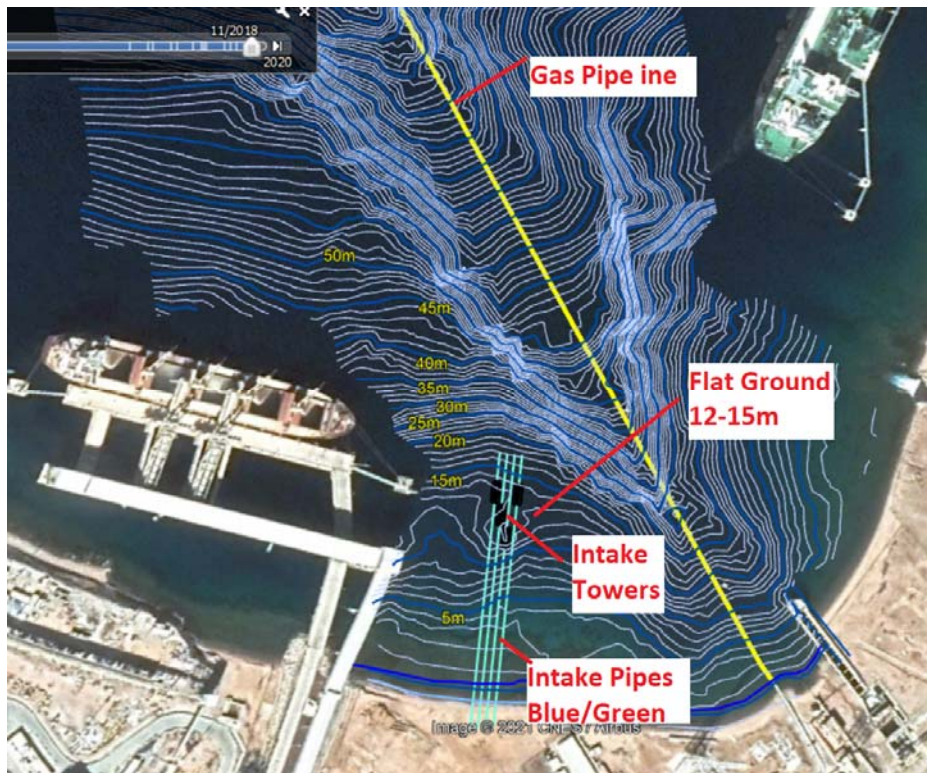 11/2018
2020
Gas Pipe ine
50m
45m
40m
35m
30m
25m
20m
15m
Flat Ground
12-15m
Intake
Towers
5m
Intake Pipes
Blue/Green
Image © 2021 CNES / Airbus